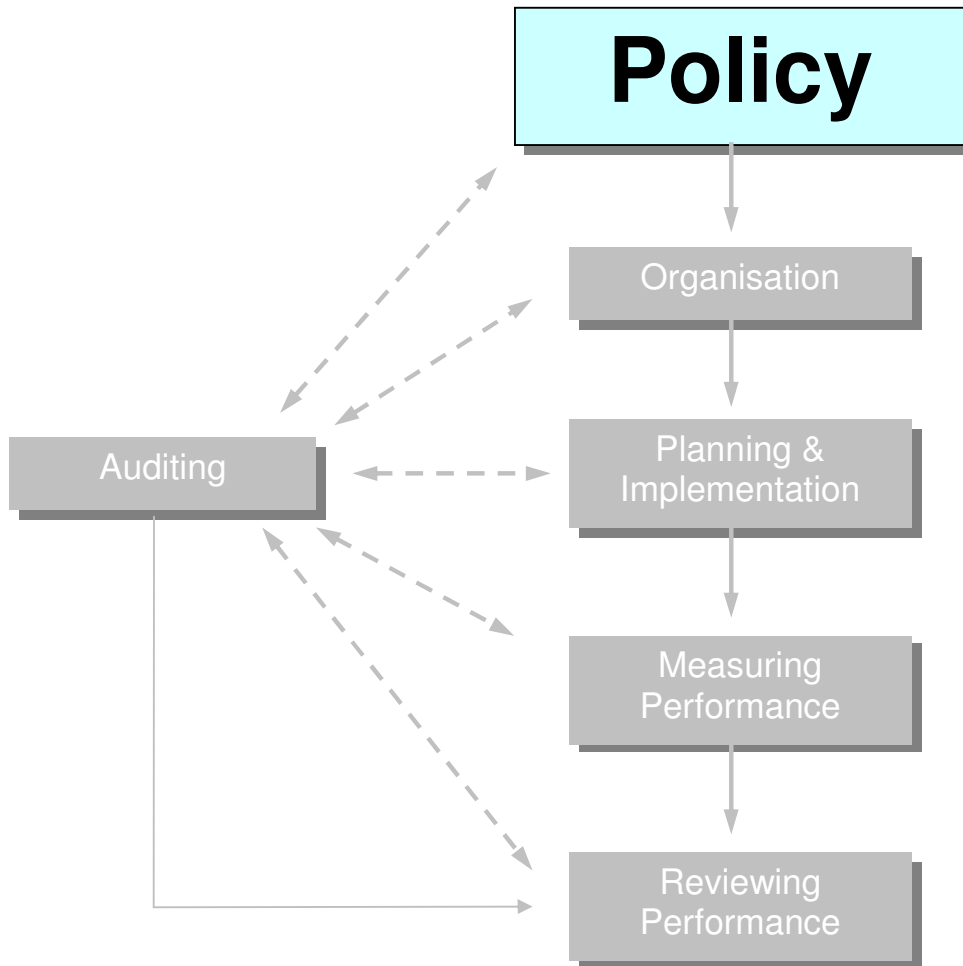 Policy
Organisation
Auditing
Planning &
Implementation
Measuring
Performance
Reviewing
Performance